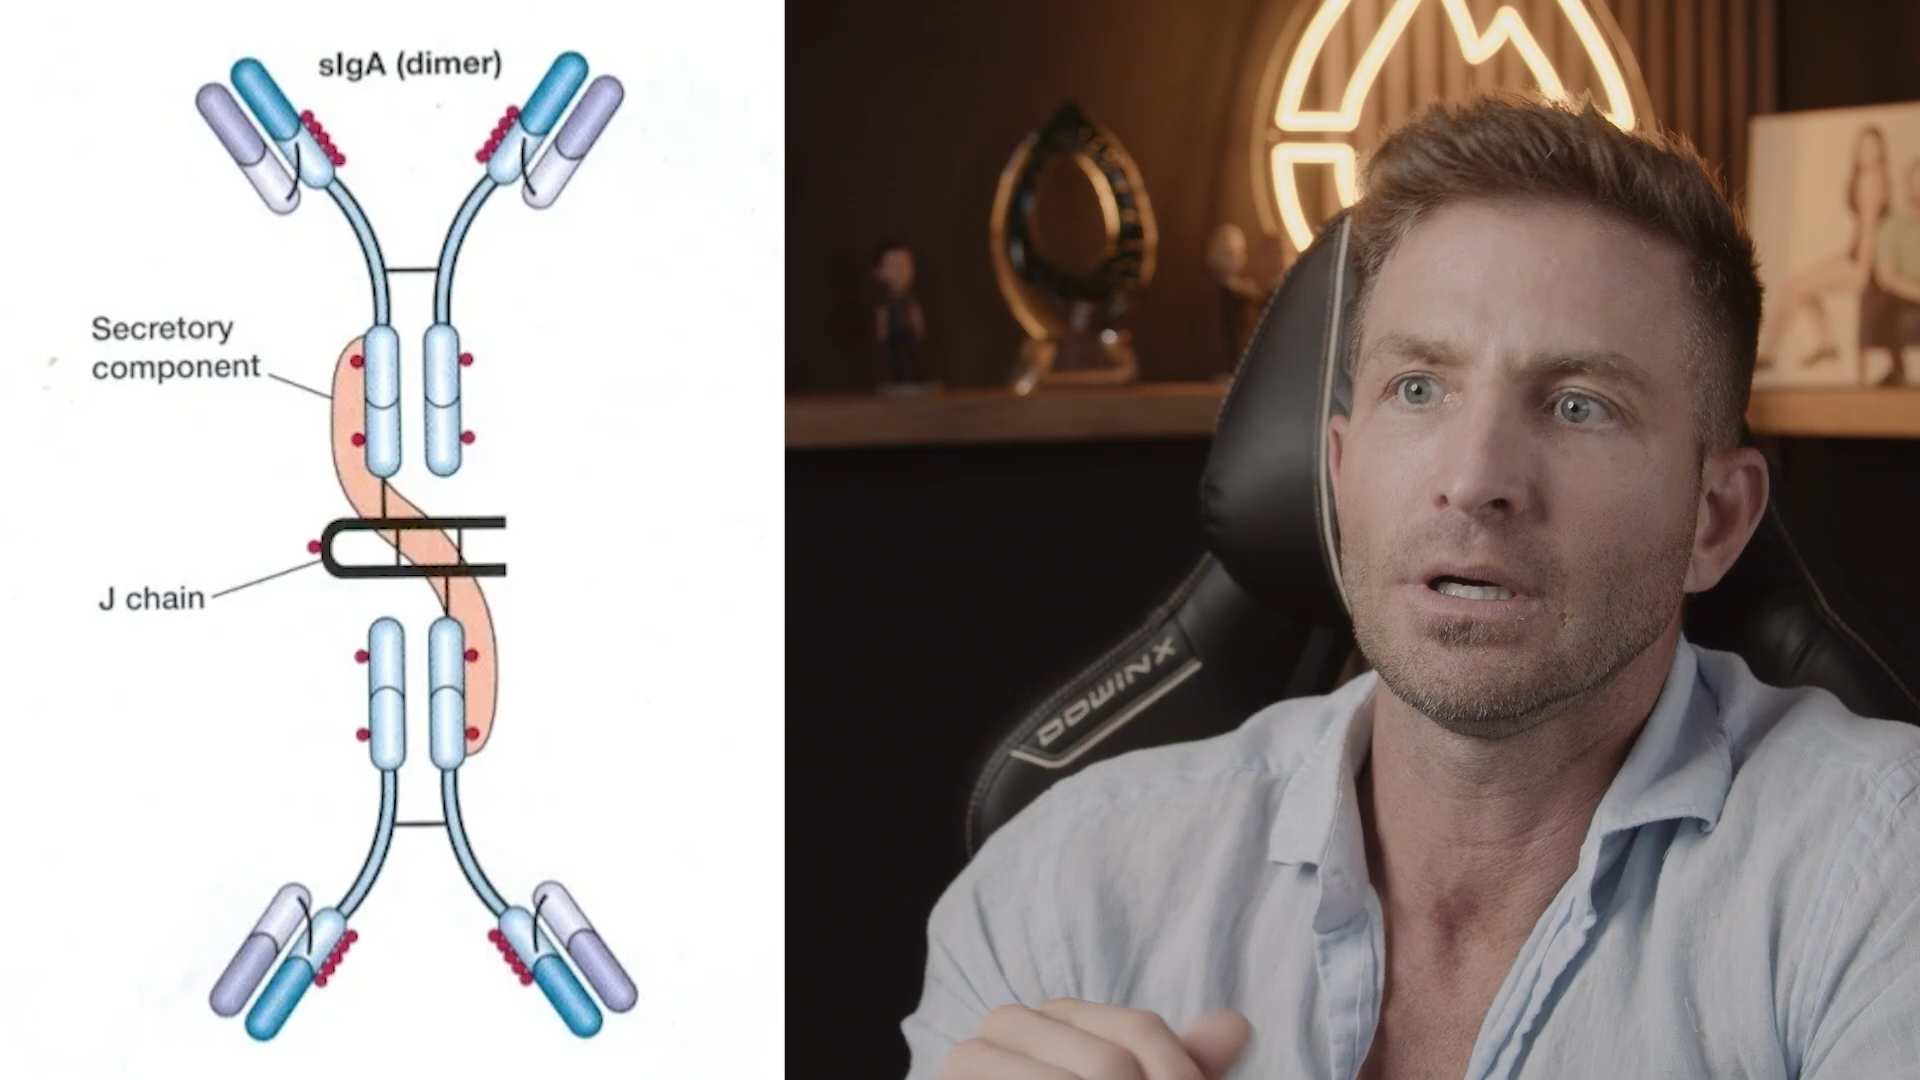 sIgA (dimer)
Secretory
component
J chain
DOWINX